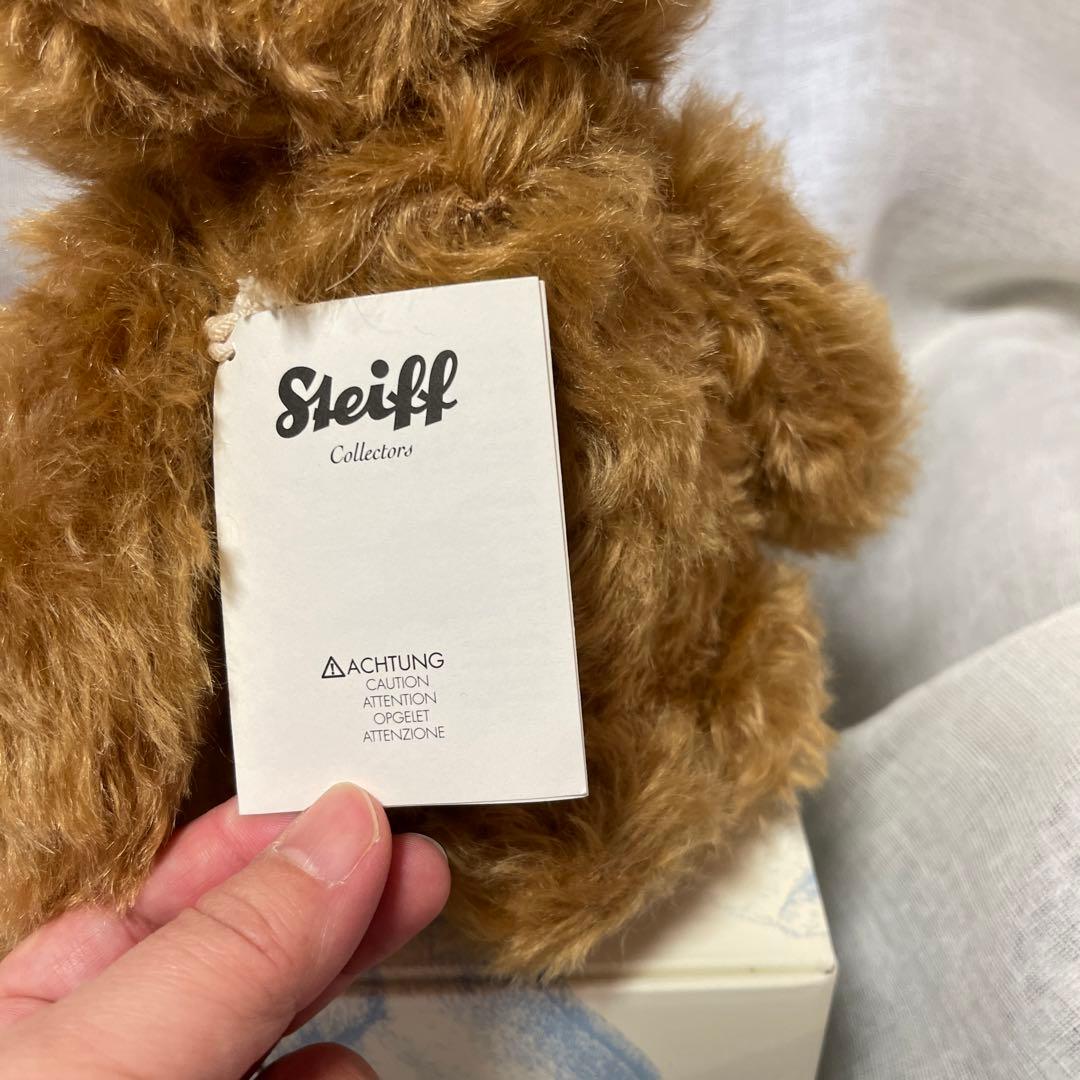 Steiff
Collectors
⚠ACHTUNG
CAUTION
ATTENTION
OPGELET
ATTENZIONE